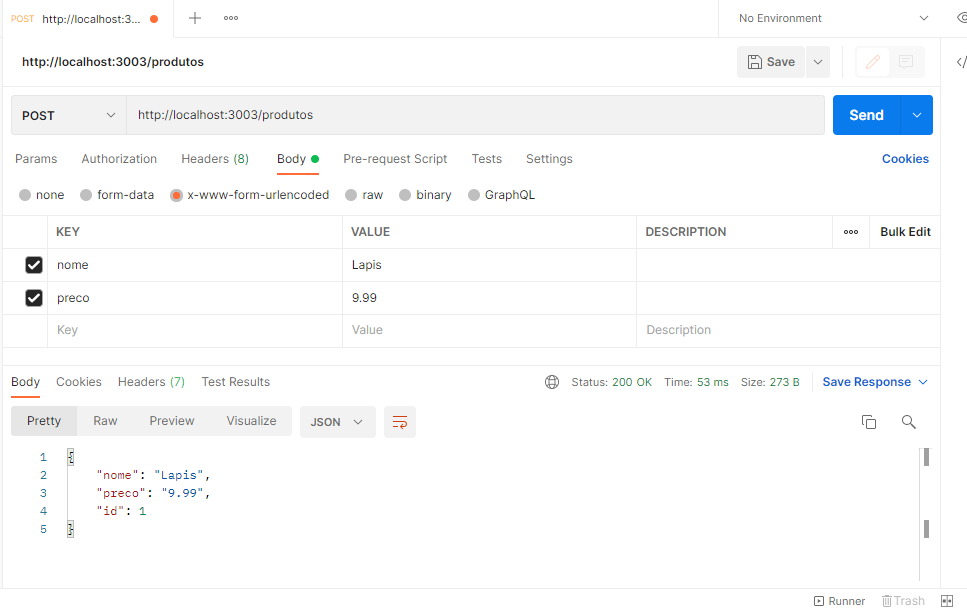 POST http://localhost:3... No Environment
http://localhost:3003/produtos Save
POST http://localhost:3003/produtos Send
Params Authorization Headers (8) Body Pre-request Script Tests Settings Cookies
none form-data x-www-form-urlencoded raw binary GraphQL
KEY VALUE DESCRIPTION Bulk Edit
nome Lapis
preco 9.99
Key Value Description
Body Cookies Headers (7) Test Results Status: 200 OK Time: 53 ms Size: 273 B Save Response
Pretty Raw Preview Visualize JSON
1 {
2 "nome": "Lapis",
3 "preco": "9.99",
4 "id": 1
5 }
Runner Trash